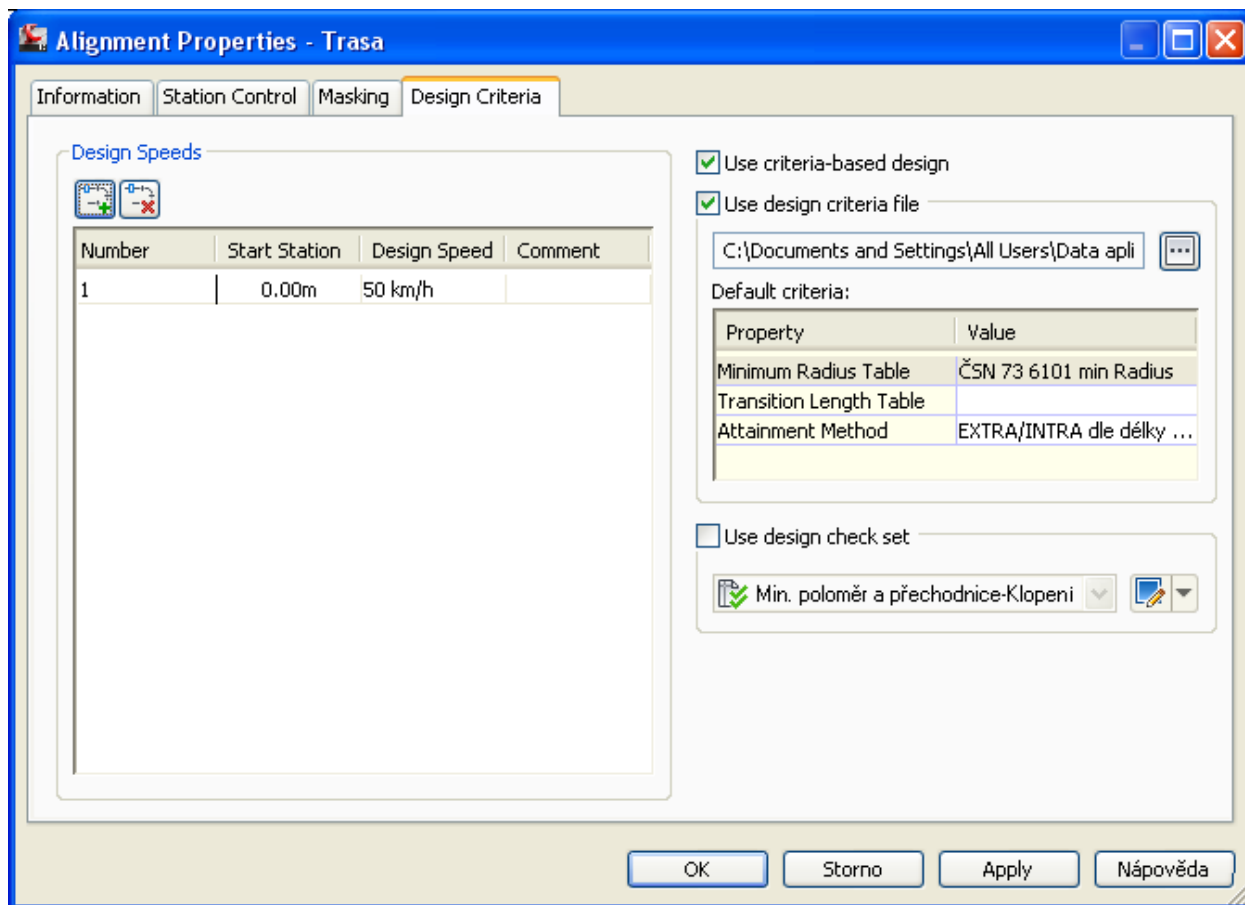 Alignment Properties - Trasa
Information Station Control Masking Design Criteria
Design Speeds
Number Start Station Design Speed Comment
1 0.00m 50 km/h
Use criteria-based design
Use design criteria file
C:\Documents and Settings\All Users\Data apli
Default criteria:
Property Value
Minimum Radius Table ČSN 73 6101 min Radius
Transition Length Table
Attainment Method EXTRA/INTRA dle délky ...
Use design check set
Min. poloměr a přechodnice-Klopeni
OK Storno Apply Nápověda